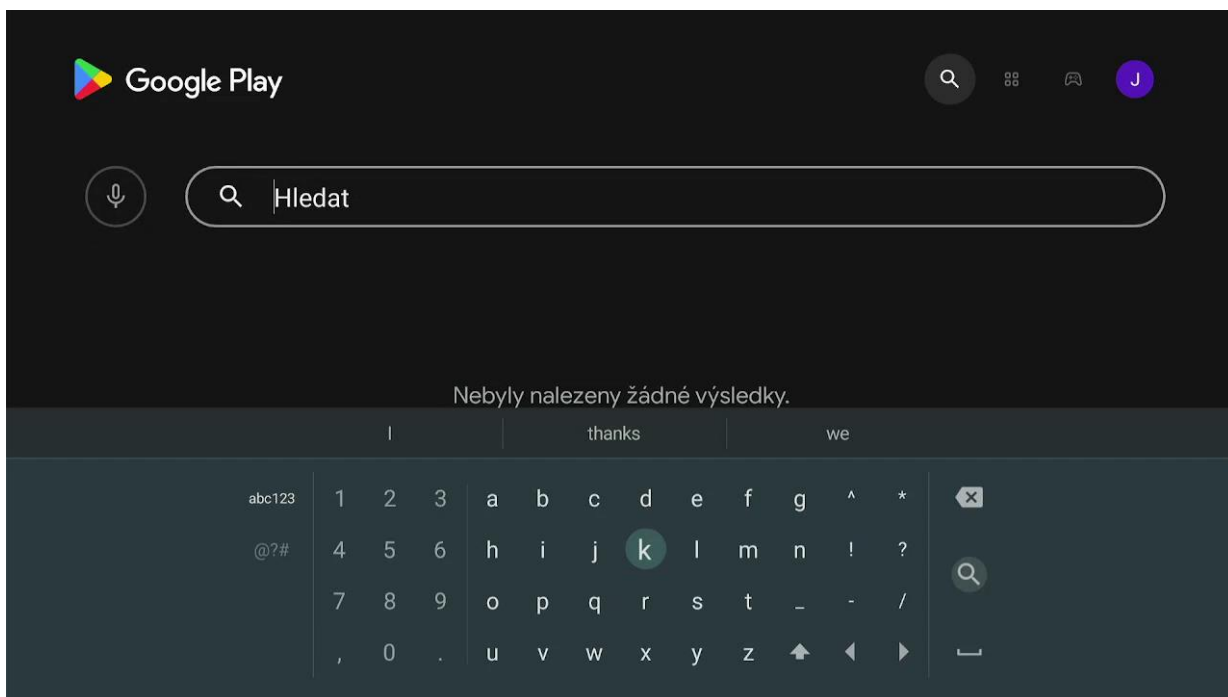 Google Play
J
Hledat
Nebyly nalezeny žádné výsledky.
I thanks we
abc123 1 2 3 a b c d e f g ^ *
@?# 4 5 6 h i j k l m n ! ?
7 8 9 o p q r s t _ - /
, 0 . u v w x y z